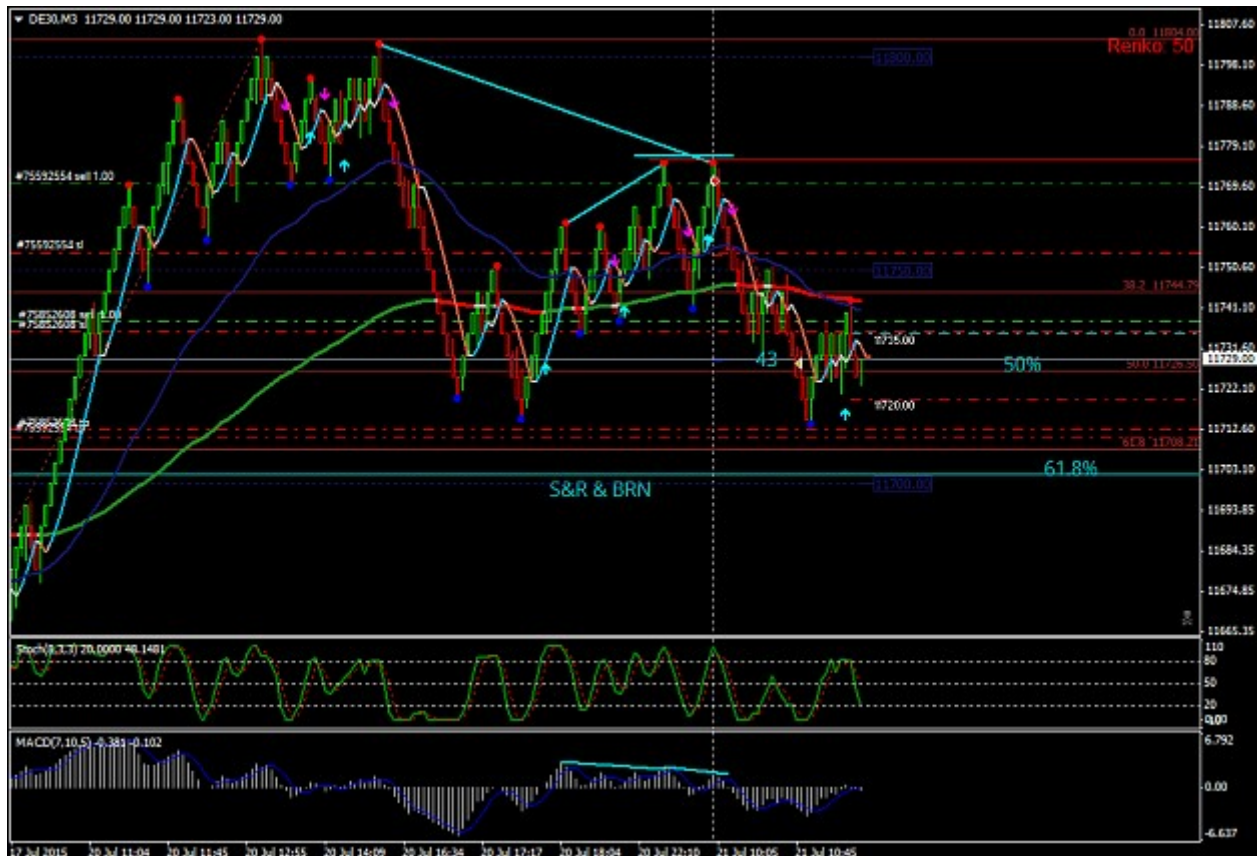 DE30,M3 11729.00 11729.00 11723.00 11729.00
11807.60
0.0 11804.00
Renko: 50
11800.00
11798.10
11788.60
11779.10
#75592554 sell 1.00
11769.60
11760.10
#75592554 sl
11750.60
11750.00
38.2 11744.79
11741.10
#75852608 sl
11735.00
11731.60
11729.00
43
50%
50.0 11726.50
11722.10
11720.00
11712.60
61.8 11708.21
61.8%
11703.10
S&R & BRN
11700.00
11693.85
11684.35
11674.85
11665.35
Stoch(8,3,3) 20.0000 48.1481
110
80
50
20
MACD(7,10,5) -0.381 -0.102
6.792
0.00
-6.637
17 Jul 2015
20 Jul 11:04
20 Jul 11:45
20 Jul 12:55
20 Jul 14:09
20 Jul 16:34
20 Jul 17:17
20 Jul 18:04
20 Jul 22:10
21 Jul 10:05
21 Jul 10:45